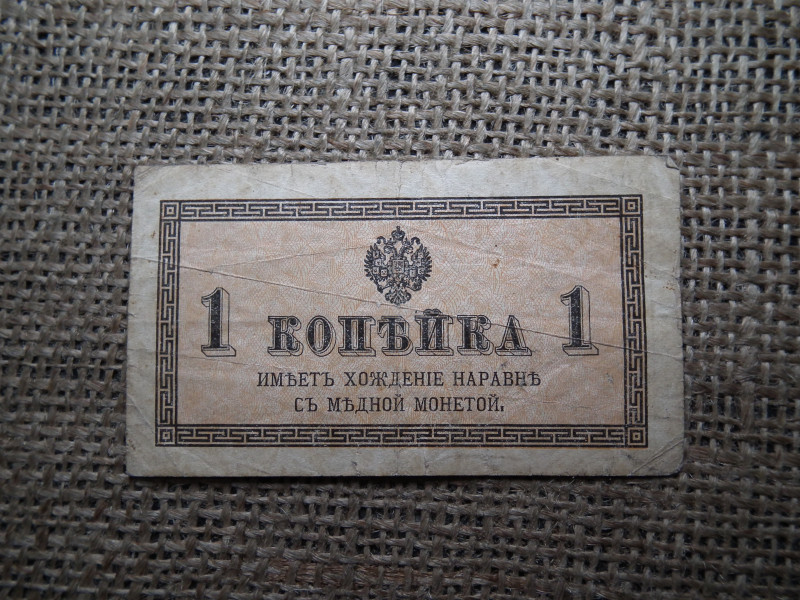 1 КОПѢЙКА 1
ИМѢЕТЪ ХОЖДЕНІЕ НАРАВНѢ
СЪ МѢДНОЙ МОНЕТОЙ.